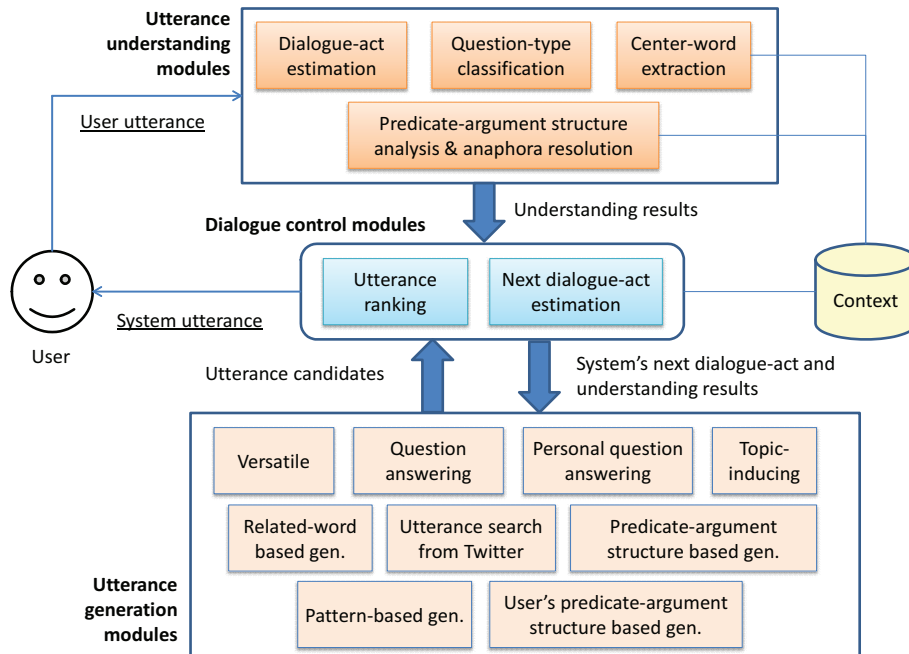 Utterance
understanding
modules
Dialogue-act
estimation
Question-type
classification
Center-word
extraction
User utterance
Predicate-argument structure
analysis & anaphora resolution
Understanding results
Dialogue control modules
Utterance
ranking
Next dialogue-act
estimation
Context
System utterance
User
Utterance candidates
System's next dialogue-act and
understanding results
Versatile
Question
answering
Personal question
answering
Topic-
inducing
Related-word
based gen.
Utterance search
from Twitter
Predicate-argument
structure based gen.
Utterance
generation
modules
Pattern-based gen.
User's predicate-argument
structure based gen.